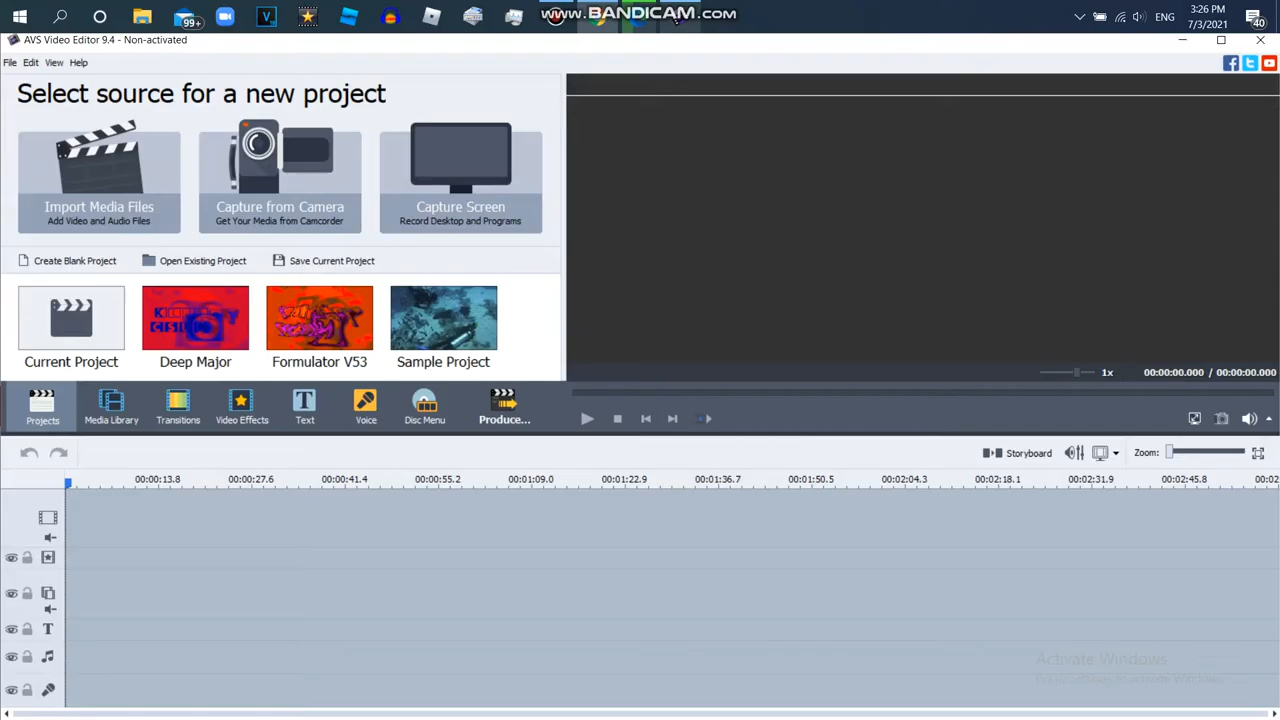 www.BANDICAM.com
99+
ENG
3:26 PM
7/3/2021
40
AVS Video Editor 9.4 - Non-activated
File Edit View Help
Select source for a new project
Import Media Files
Add Video and Audio Files
Capture from Camera
Get Your Media from Camcorder
Capture Screen
Record Desktop and Programs
Create Blank Project
Open Existing Project
Save Current Project
Current Project
Deep Major
Formulator V53
Sample Project
1x
00:00:00.000 / 00:00:00.000
Projects
Media Library
Transitions
Video Effects
Text
Voice
Disc Menu
Produce...
Storyboard
Zoom:
00:00:13.8 00:00:27.6 00:00:41.4 00:00:55.2 00:01:09.0 00:01:22.9 00:01:36.7 00:01:50.5 00:02:04.3 00:02:18.1 00:02:31.9 00:02:45.8 00:02
Activate Windows